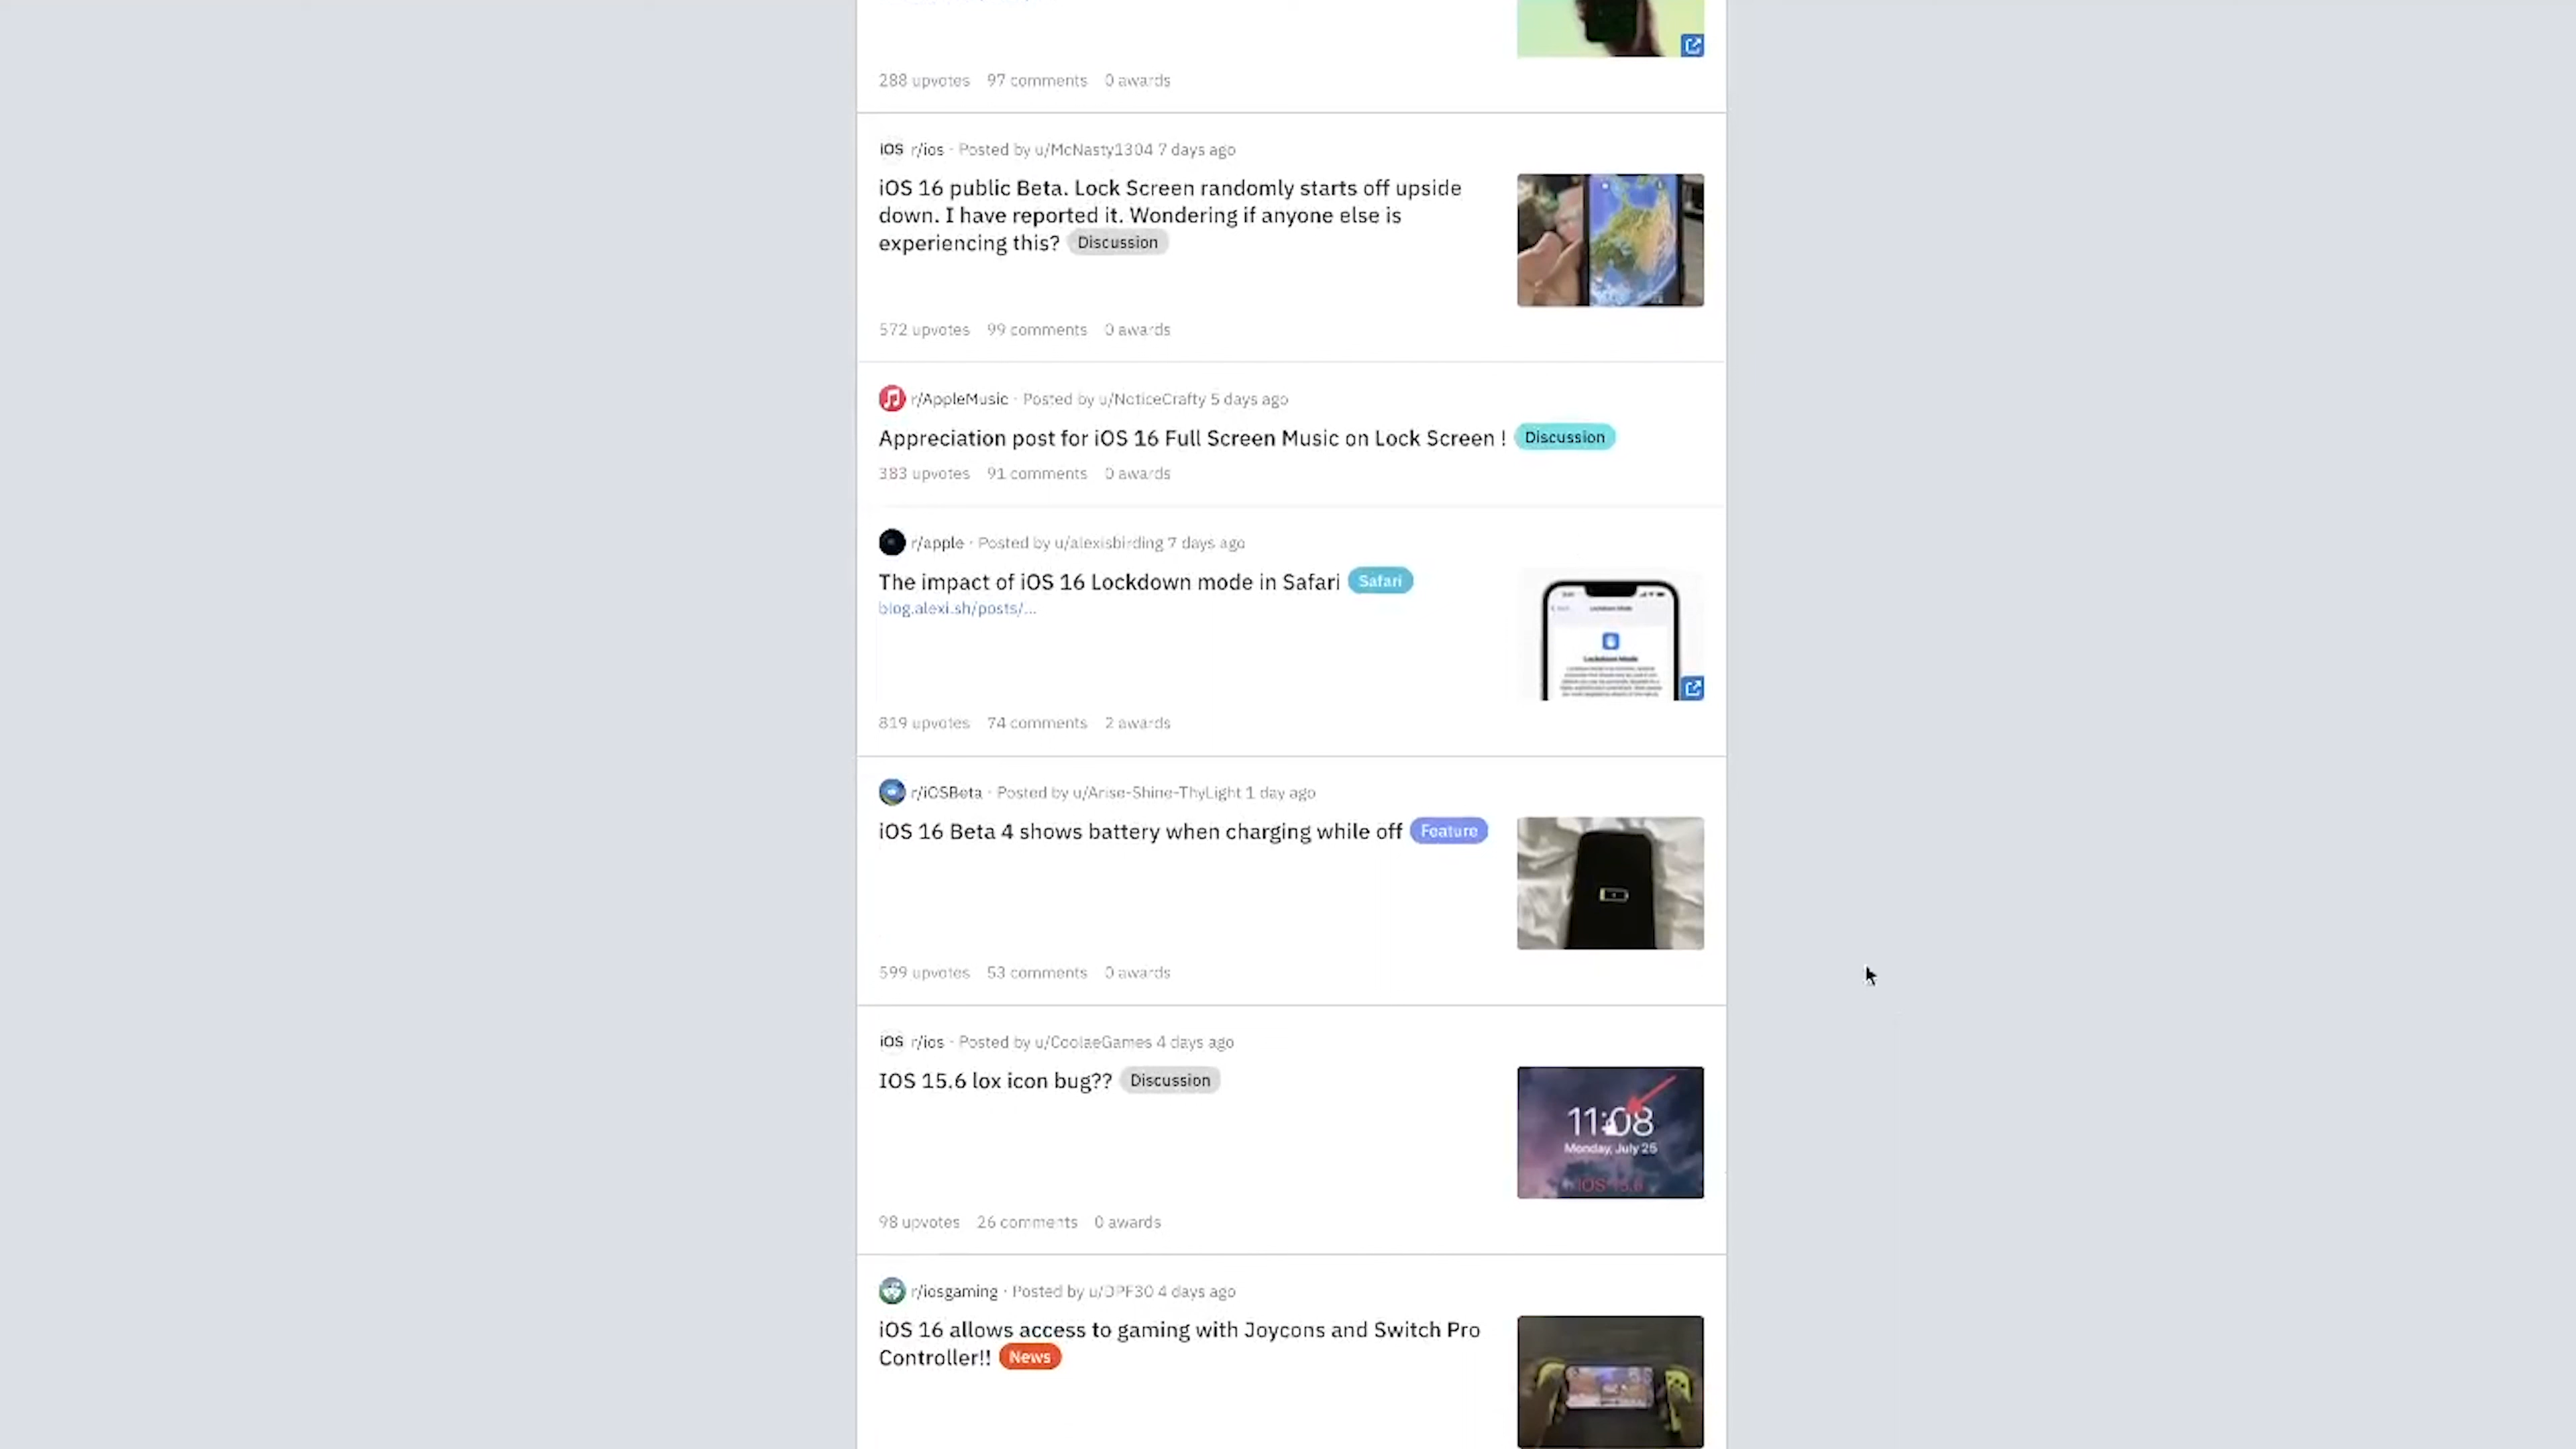 288 upvotes 97 comments 0 awards
iOS r/ios · Posted by u/McNasty1304 7 days ago
iOS 16 public Beta. Lock Screen randomly starts off upside
down. I have reported it. Wondering if anyone else is
experiencing this? Discussion
572 upvotes 99 comments 0 awards
r/AppleMusic · Posted by u/NoticeCrafty 5 days ago
Appreciation post for iOS 16 Full Screen Music on Lock Screen ! Discussion
383 upvotes 91 comments 0 awards
r/apple · Posted by u/alexisbirding 7 days ago
The impact of iOS 16 Lockdown mode in Safari Safari
blog.alexi.sh/posts/...
Lockdown Mode
Lockdown Mode
819 upvotes 74 comments 2 awards
r/iOSBeta · Posted by u/Arise-Shine-ThyLight 1 day ago
iOS 16 Beta 4 shows battery when charging while off Feature
599 upvotes 53 comments 0 awards
iOS r/ios · Posted by u/CoolaeGames 4 days ago
IOS 15.6 lox icon bug?? Discussion
11:08
Monday, July 25
iOS 15.6
98 upvotes 26 comments 0 awards
r/iosgaming · Posted by u/DPF30 4 days ago
iOS 16 allows access to gaming with Joycons and Switch Pro
Controller!! News